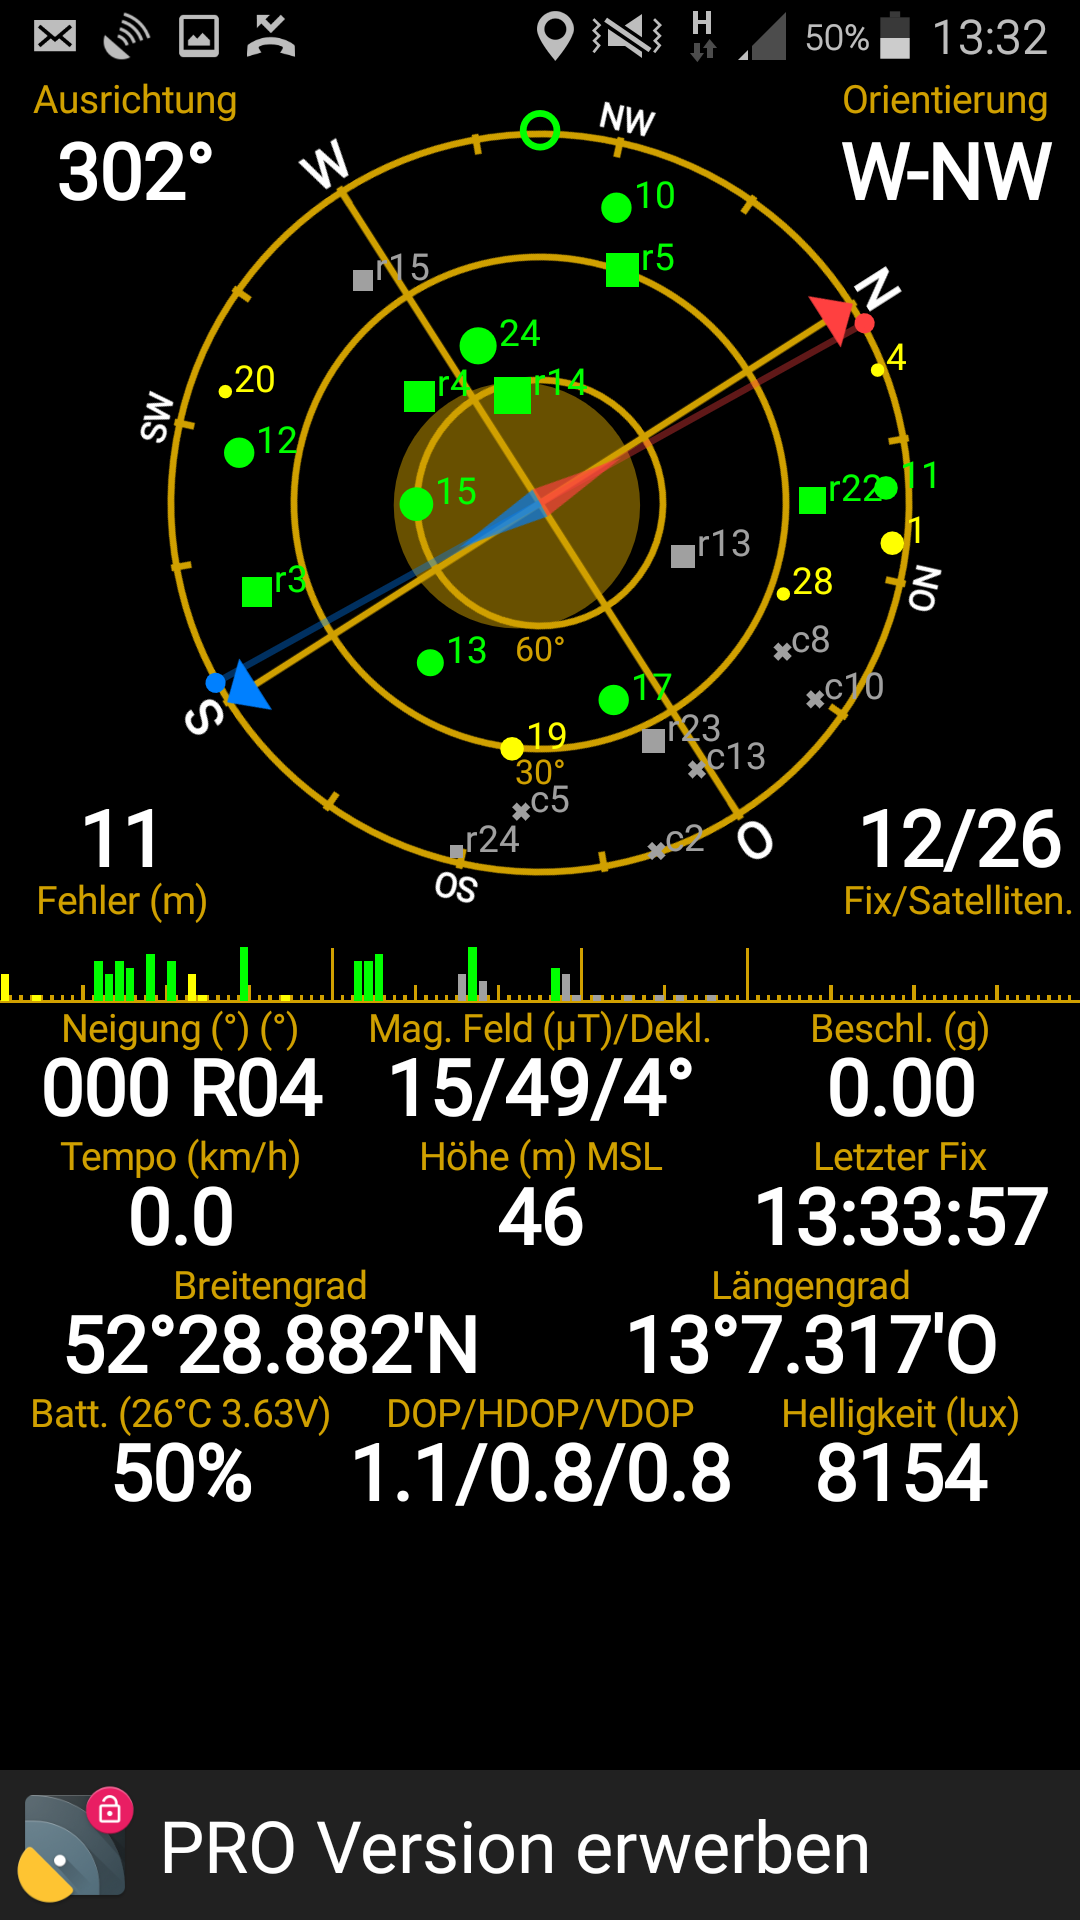 H 50% 13:32
Ausrichtung Orientierung
302° W-NW
NW
W
10
r5
r15
N
24
4
20
r4 r14
SW
12
15 r22 11
1
r13
NO
r3 28
13 60° c8
17 c10
S
19 r23
30° c13
c5
11 12/26
r24 c2 O
Fehler (m) SO Fix/Satelliten.
Neigung (°) (°) Mag. Feld (µT)/Dekl. Beschl. (g)
000 R04 15/49/4° 0.00
Tempo (km/h) Höhe (m) MSL Letzter Fix
0.0 46 13:33:57
Breitengrad Längengrad
52°28.882'N 13°7.317'O
Batt. (26°C 3.63V) DOP/HDOP/VDOP Helligkeit (lux)
50% 1.1/0.8/0.8 8154
PRO Version erwerben